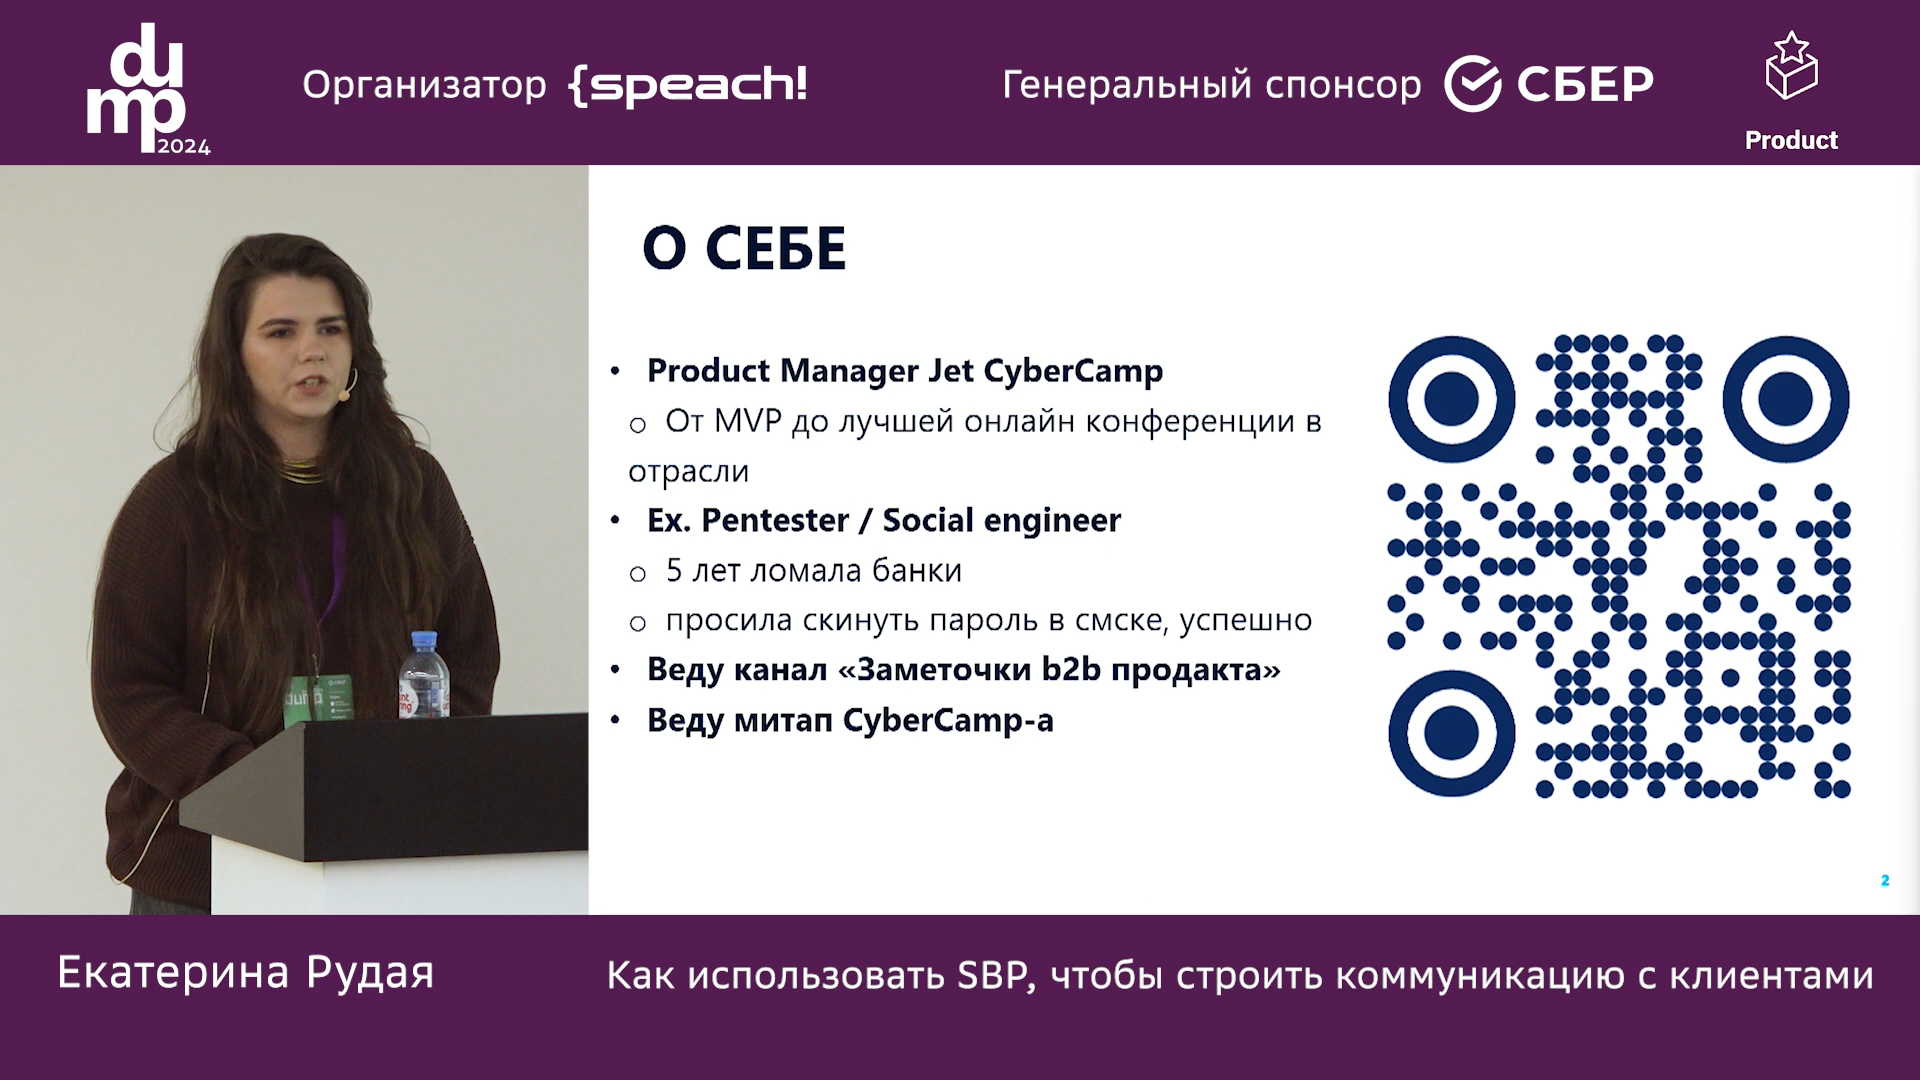 dump
2024
Организатор {speach!
Генеральный спонсор СБЕР
Product
О СЕБЕ
• Product Manager Jet CyberCamp
o От MVP до лучшей онлайн конференции в
отрасли
• Ex. Pentester / Social engineer
o 5 лет ломала банки
o просила скинуть пароль в смске, успешно
• Веду канал «Заметочки b2b продакта»
• Веду митап CyberCamp-а
2
dump
Екатерина Рудая
Как использовать SBP, чтобы строить коммуникацию с клиентами